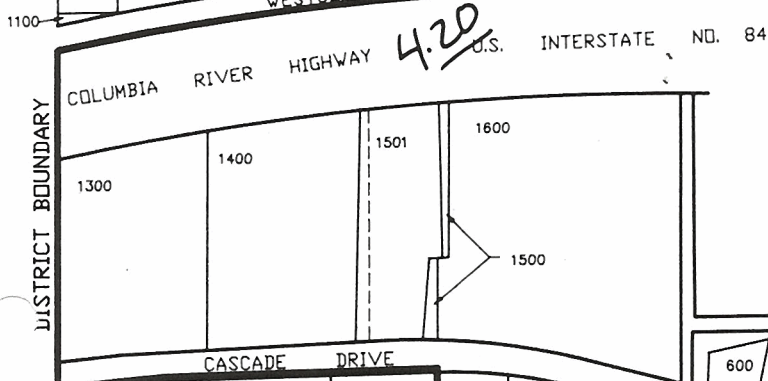 1100
4.20
COLUMBIA RIVER HIGHWAY U.S. INTERSTATE NO. 84
DISTRICT BOUNDARY
1300
1400
1501
1600
1500
CASCADE DRIVE
600